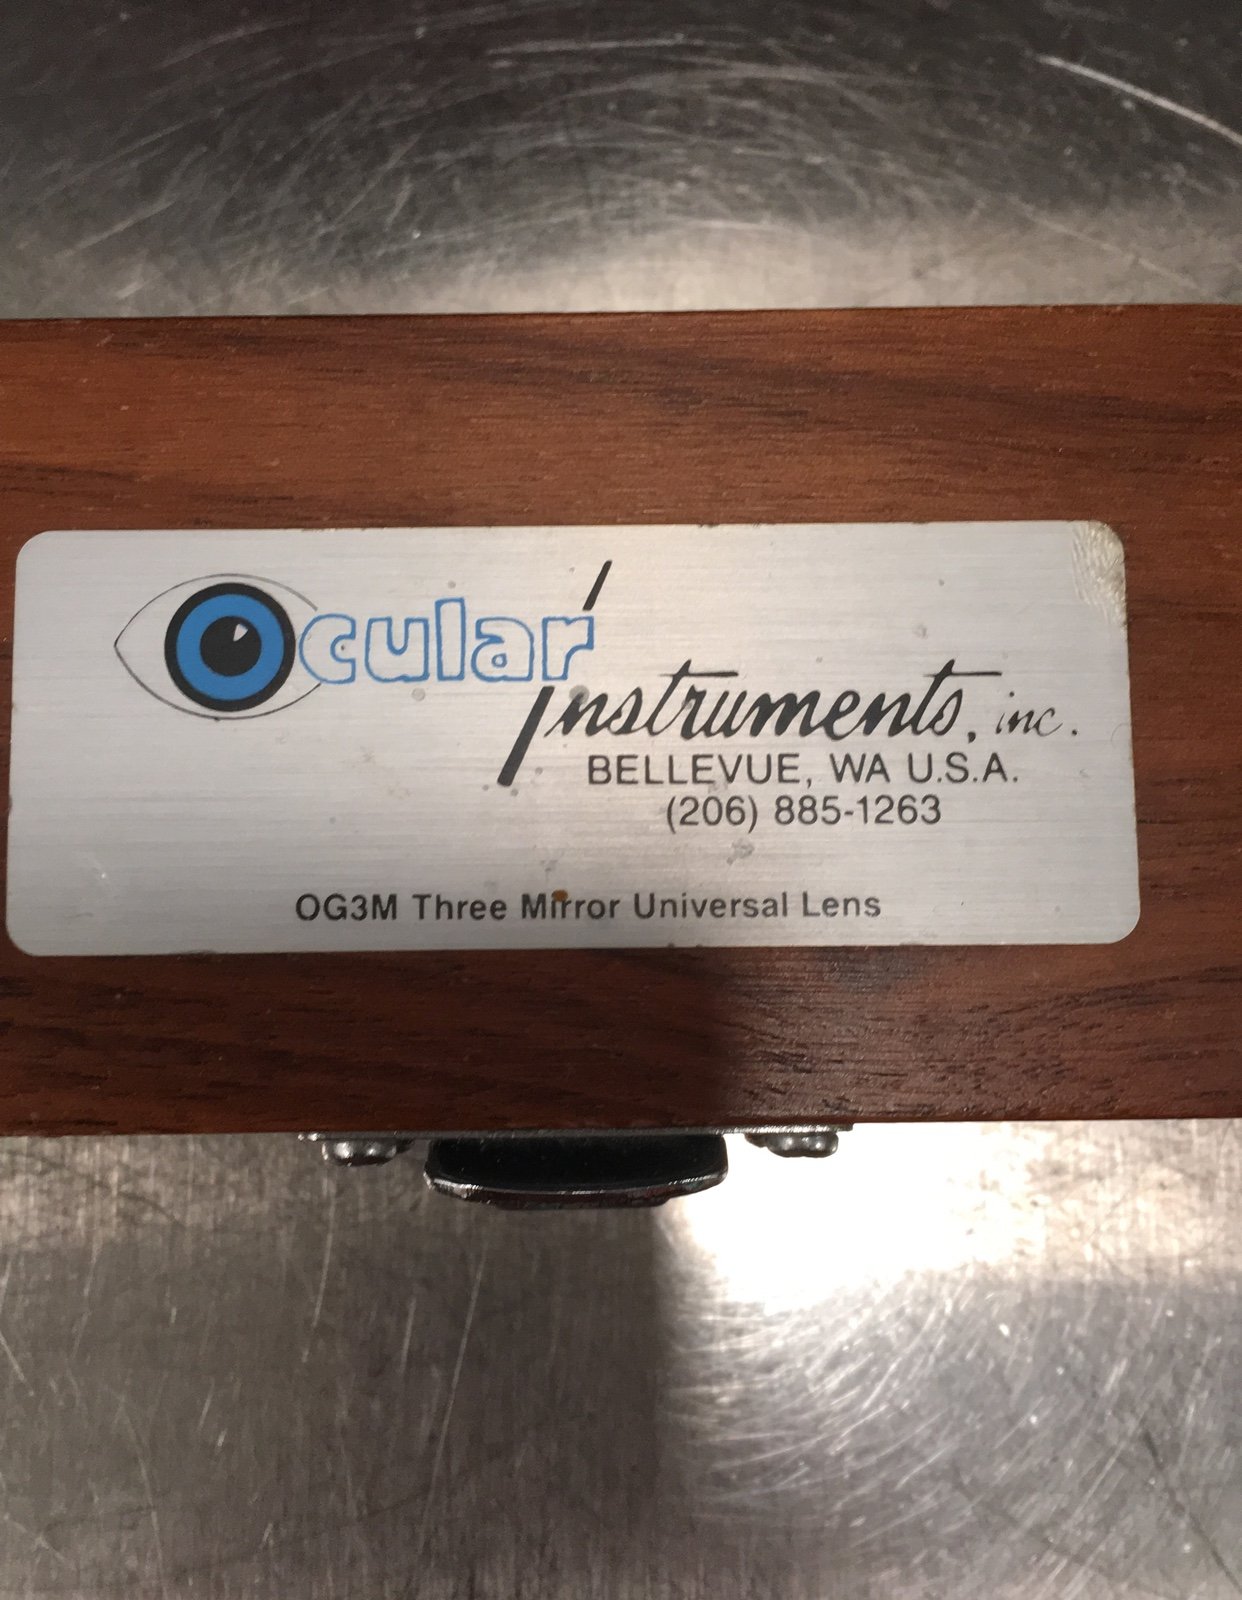 Ocular
Instruments, inc.
BELLEVUE, WA U.S.A.
(206) 885-1263
OG3M Three Mirror Universal Lens